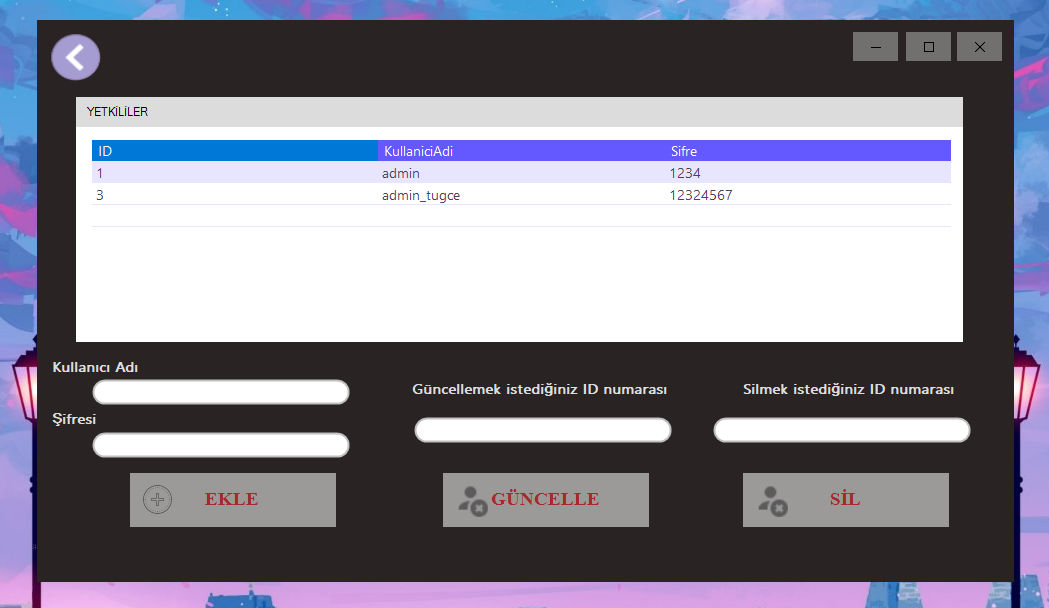 YETKİLİLER
ID KullaniciAdi Sifre
1 admin 1234
3 admin_tugce 12324567
Kullanıcı Adı
Güncellemek istediğiniz ID numarası
Silmek istediğiniz ID numarası
Şifresi
EKLE
GÜNCELLE
SİL